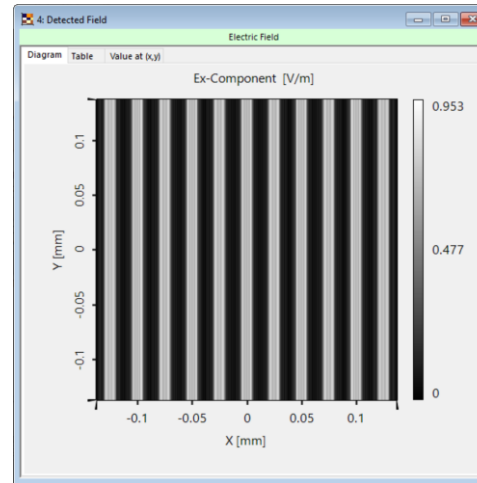 4: Detected Field
Electric Field
Diagram Table Value at (x,y)
Ex-Component [V/m]
0.953
0.477
0
0.1
0.05
0
-0.05
-0.1
Y [mm]
-0.1 -0.05 0 0.05 0.1
X [mm]